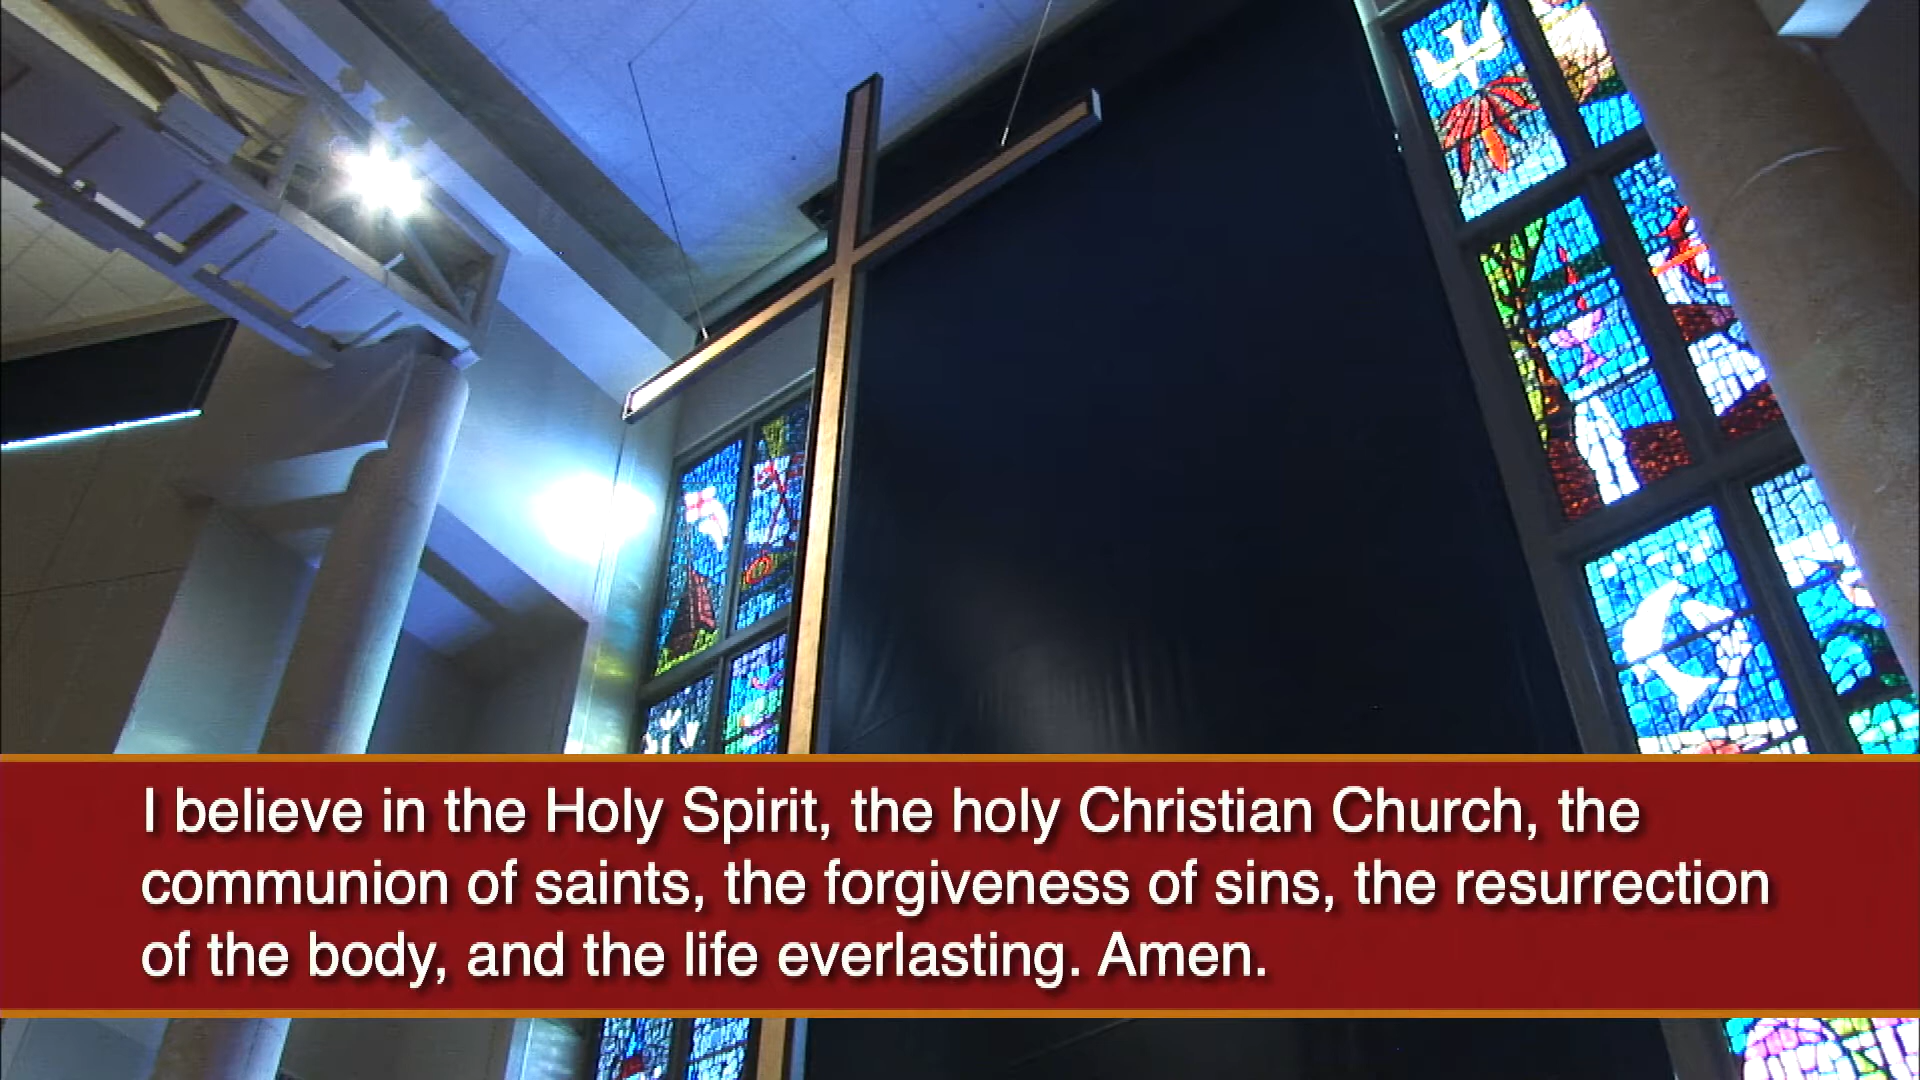 I believe in the Holy Spirit, the holy Christian Church, the
communion of saints, the forgiveness of sins, the resurrection
of the body, and the life everlasting. Amen.